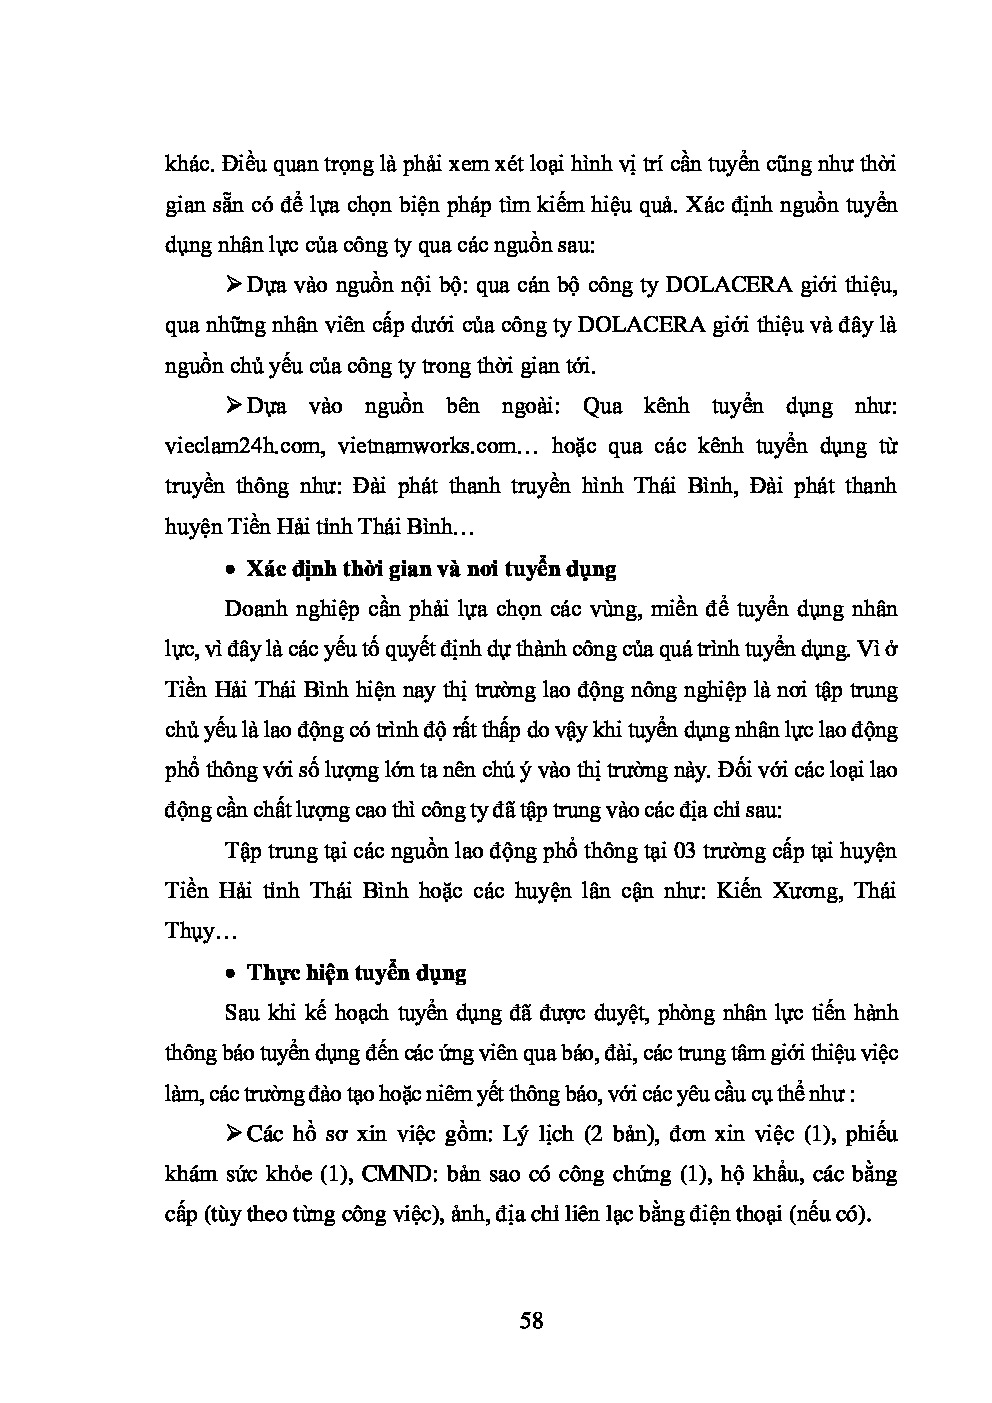 khác. Điều quan trọng là phải xem xét loại hình vị trí cần tuyển cũng như thời
gian sẵn có để lựa chọn biện pháp tìm kiếm hiệu quả. Xác định nguồn tuyển
dụng nhân lực của công ty qua các nguồn sau:
➢Dựa vào nguồn nội bộ: qua cán bộ công ty DOLACERA giới thiệu,
qua những nhân viên cấp dưới của công ty DOLACERA giới thiệu và đây là
nguồn chủ yếu của công ty trong thời gian tới.
➢Dựa vào nguồn bên ngoài: Qua kênh tuyển dụng như:
vieclam24h.com, vietnamworks.com… hoặc qua các kênh tuyển dụng từ
truyền thông như: Đài phát thanh truyền hình Thái Bình, Đài phát thanh
huyện Tiền Hải tỉnh Thái Bình…
• Xác định thời gian và nơi tuyển dụng
Doanh nghiệp cần phải lựa chọn các vùng, miền để tuyển dụng nhân
lực, vì đây là các yếu tố quyết định dự thành công của quá trình tuyển dụng. Vì ở
Tiền Hải Thái Bình hiện nay thị trường lao động nông nghiệp là nơi tập trung
chủ yếu là lao động có trình độ rất thấp do vậy khi tuyển dụng nhân lực lao động
phổ thông với số lượng lớn ta nên chú ý vào thị trường này. Đối với các loại lao
động cần chất lượng cao thì công ty đã tập trung vào các địa chỉ sau:
Tập trung tại các nguồn lao động phổ thông tại 03 trường cấp tại huyện
Tiền Hải tỉnh Thái Bình hoặc các huyện lân cận như: Kiến Xương, Thái
Thụy…
• Thực hiện tuyển dụng
Sau khi kế hoạch tuyển dụng đã được duyệt, phòng nhân lực tiến hành
thông báo tuyển dụng đến các ứng viên qua báo, đài, các trung tâm giới thiệu việc
làm, các trường đào tạo hoặc niêm yết thông báo, với các yêu cầu cụ thể như :
➢Các hồ sơ xin việc gồm: Lý lịch (2 bản), đơn xin việc (1), phiếu
khám sức khỏe (1), CMND: bản sao có công chứng (1), hộ khẩu, các bằng
cấp (tùy theo từng công việc), ảnh, địa chỉ liên lạc bằng điện thoại (nếu có).
58